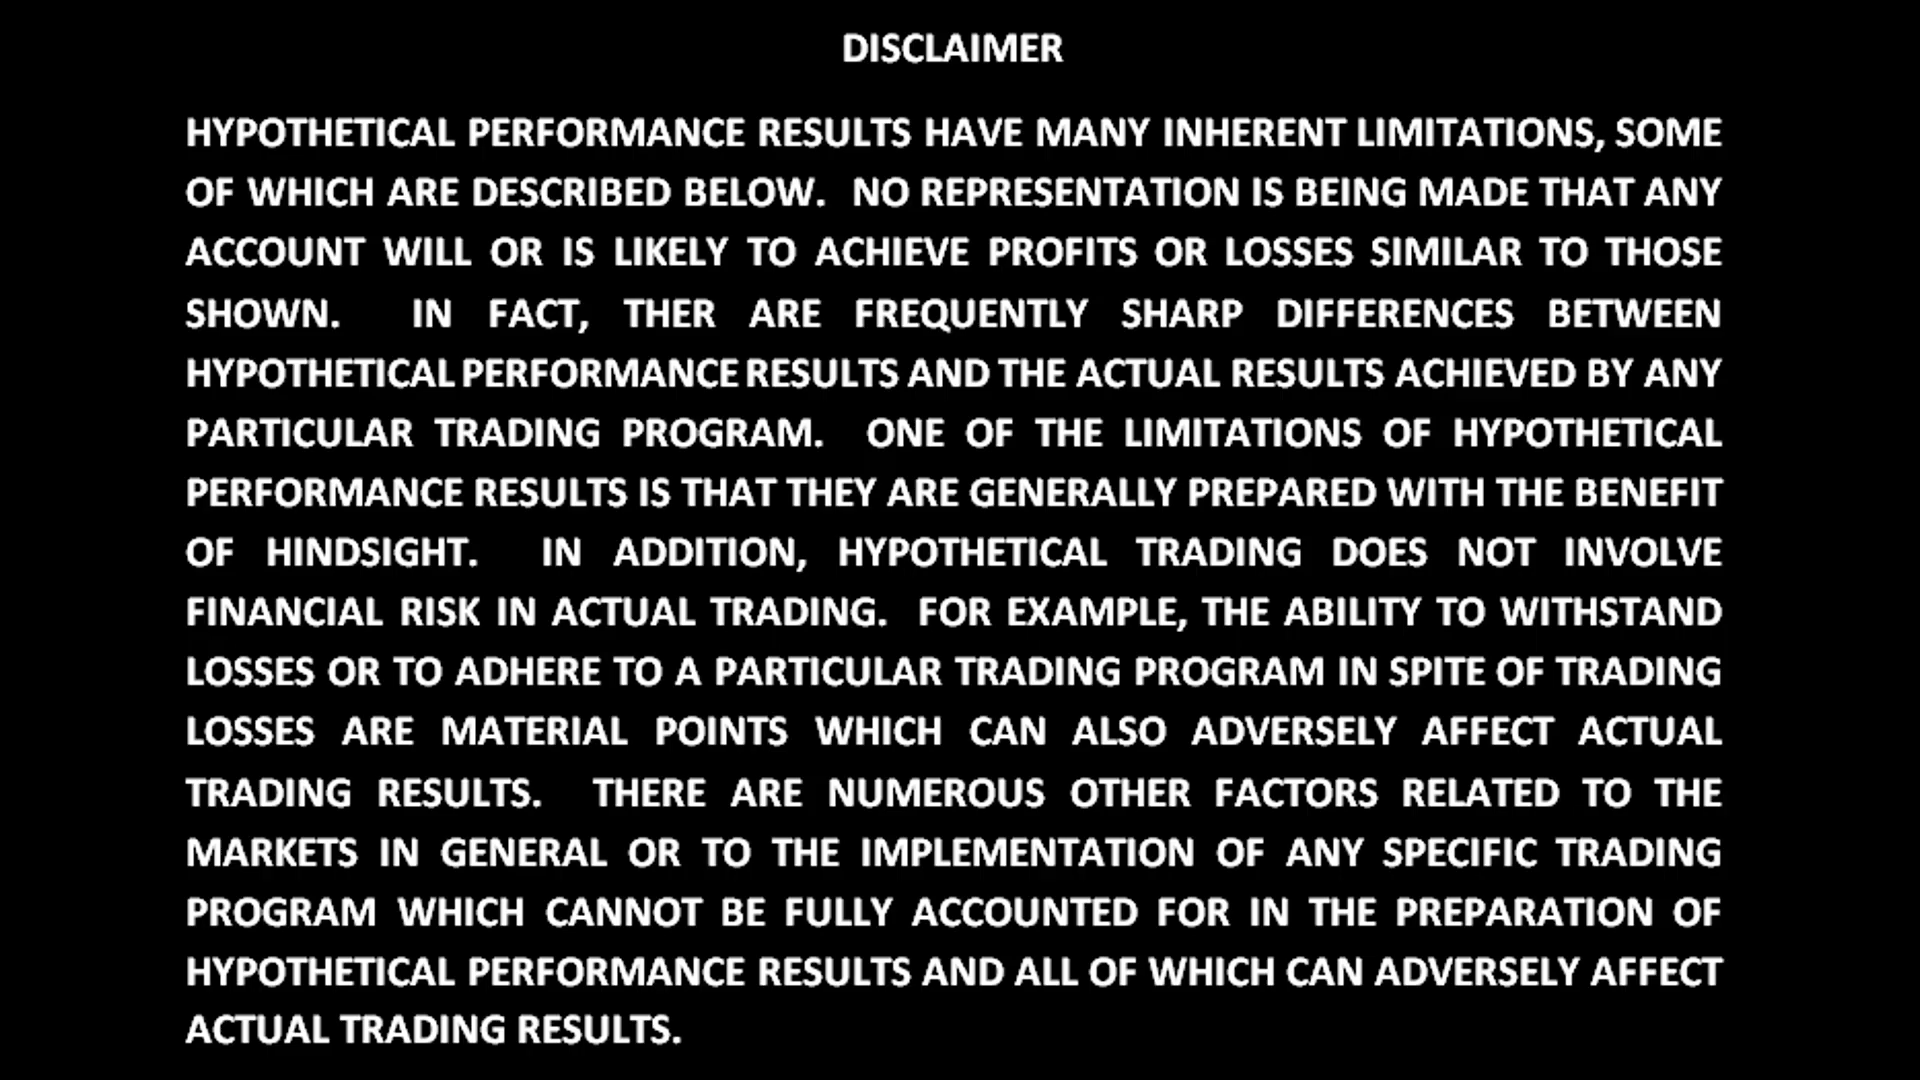 DISCLAIMER
HYPOTHETICAL PERFORMANCE RESULTS HAVE MANY INHERENT LIMITATIONS, SOME
OF WHICH ARE DESCRIBED BELOW. NO REPRESENTATION IS BEING MADE THAT ANY
ACCOUNT WILL OR IS LIKELY TO ACHIEVE PROFITS OR LOSSES SIMILAR TO THOSE
SHOWN. IN FACT, THER ARE FREQUENTLY SHARP DIFFERENCES BETWEEN
HYPOTHETICAL PERFORMANCE RESULTS AND THE ACTUAL RESULTS ACHIEVED BY ANY
PARTICULAR TRADING PROGRAM. ONE OF THE LIMITATIONS OF HYPOTHETICAL
PERFORMANCE RESULTS IS THAT THEY ARE GENERALLY PREPARED WITH THE BENEFIT
OF HINDSIGHT. IN ADDITION, HYPOTHETICAL TRADING DOES NOT INVOLVE
FINANCIAL RISK IN ACTUAL TRADING. FOR EXAMPLE, THE ABILITY TO WITHSTAND
LOSSES OR TO ADHERE TO A PARTICULAR TRADING PROGRAM IN SPITE OF TRADING
LOSSES ARE MATERIAL POINTS WHICH CAN ALSO ADVERSELY AFFECT ACTUAL
TRADING RESULTS. THERE ARE NUMEROUS OTHER FACTORS RELATED TO THE
MARKETS IN GENERAL OR TO THE IMPLEMENTATION OF ANY SPECIFIC TRADING
PROGRAM WHICH CANNOT BE FULLY ACCOUNTED FOR IN THE PREPARATION OF
HYPOTHETICAL PERFORMANCE RESULTS AND ALL OF WHICH CAN ADVERSELY AFFECT
ACTUAL TRADING RESULTS.